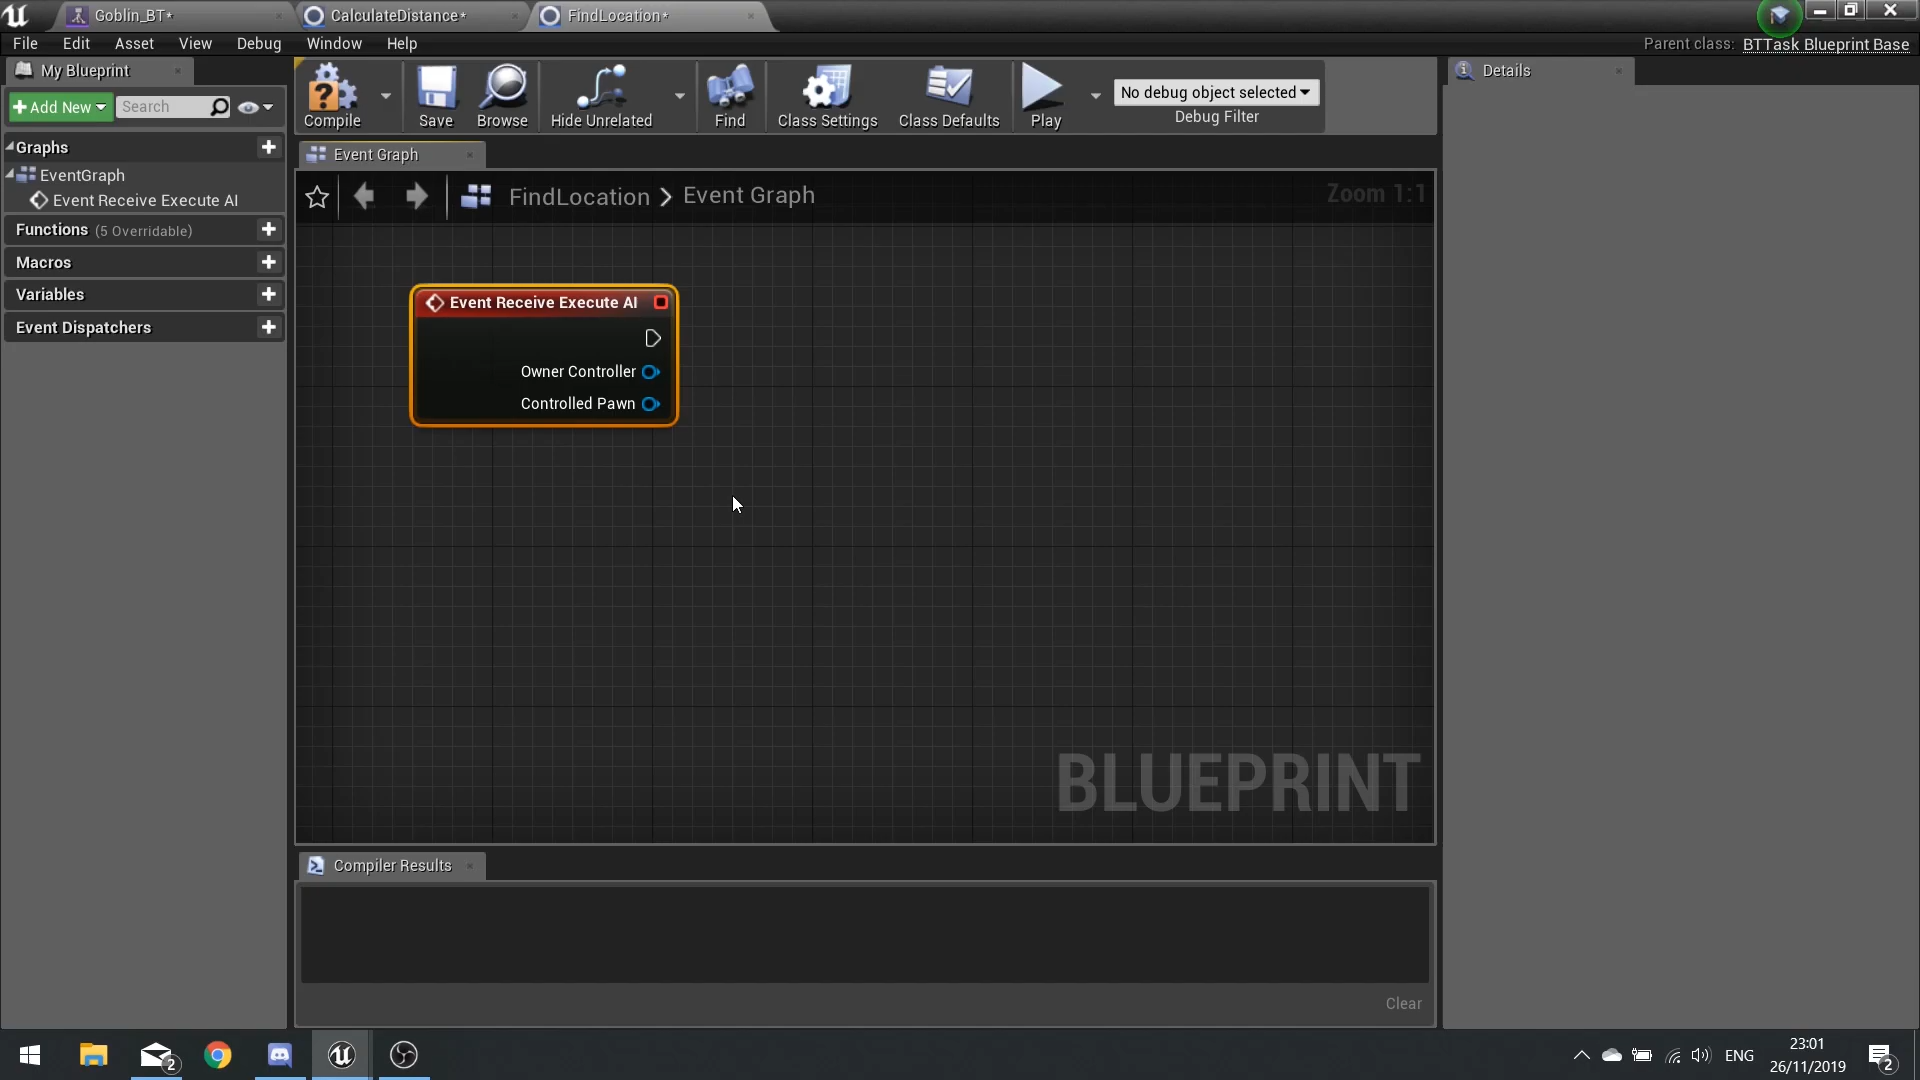 Goblin_BT*
CalculateDistance*
FindLocation*
File Edit Asset View Debug Window Help
Parent class: BTTask Blueprint Base
My Blueprint
Add New
Search
Compile
Save
Browse
Hide Unrelated
Find
Class Settings
Class Defaults
Play
No debug object selected
Debug Filter
Details
Graphs
EventGraph
Event Receive Execute AI
Functions (5 Overridable)
Macros
Variables
Event Dispatchers
Event Graph
FindLocation > Event Graph
Zoom 1:1
Event Receive Execute AI
Owner Controller
Controlled Pawn
BLUEPRINT
Compiler Results
Clear
2
ENG
23:01
26/11/2019
2